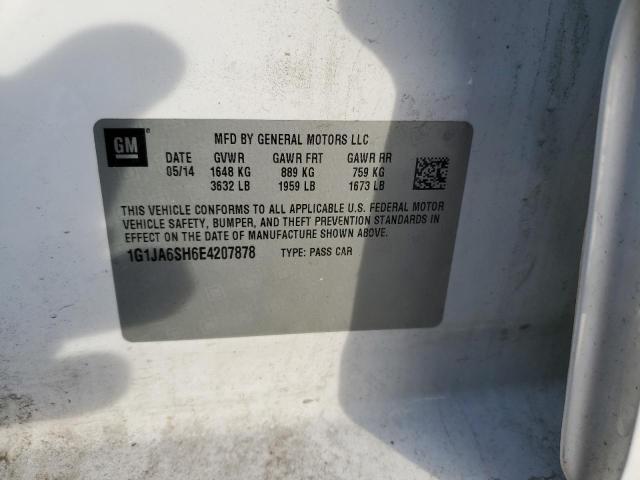 GM
MFD BY GENERAL MOTORS LLC
DATE GVWR GAWR FRT GAWR RR
05/14 1648 KG 889 KG 759 KG
3632 LB 1959 LB 1673 LB
THIS VEHICLE CONFORMS TO ALL APPLICABLE U.S. FEDERAL MOTOR
VEHICLE SAFETY, BUMPER, AND THEFT PREVENTION STANDARDS IN
EFFECT ON THE DATE OF MANUFACTURE SHOWN ABOVE.
1G1JA6SH6E4207878 TYPE: PASS CAR